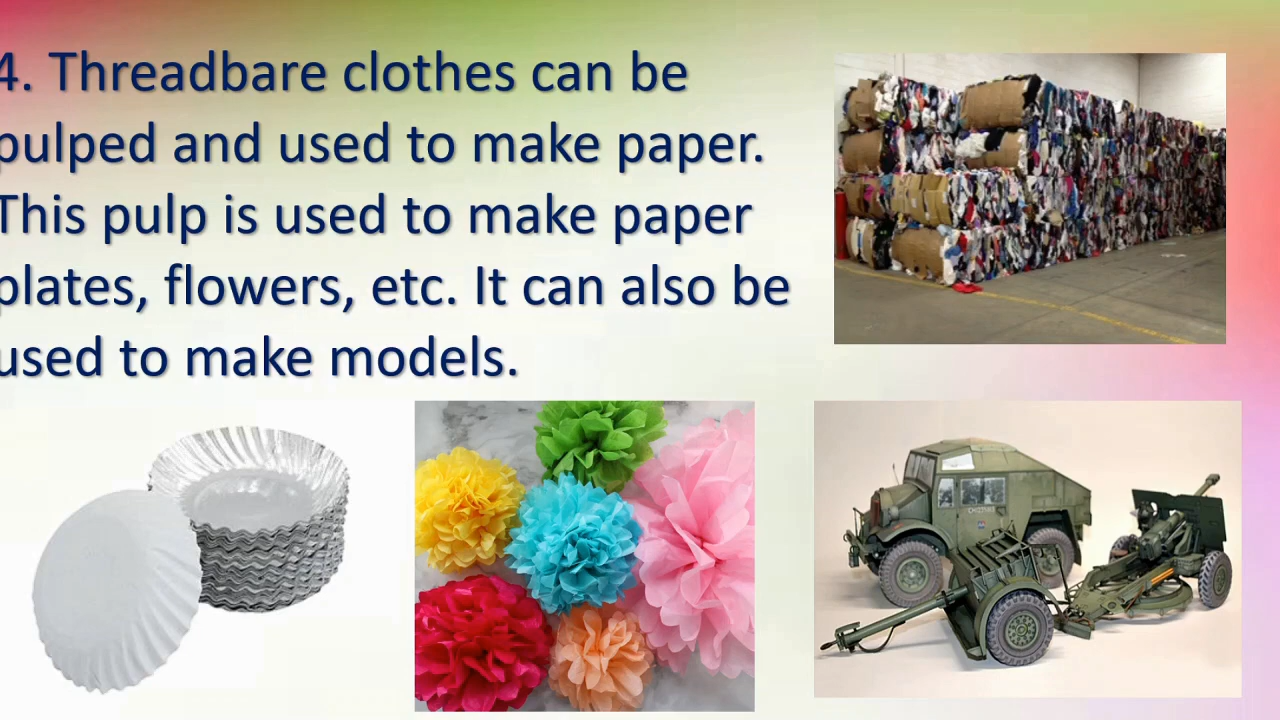 4. Threadbare clothes can be
pulped and used to make paper.
This pulp is used to make paper
plates, flowers, etc. It can also be
used to make models.